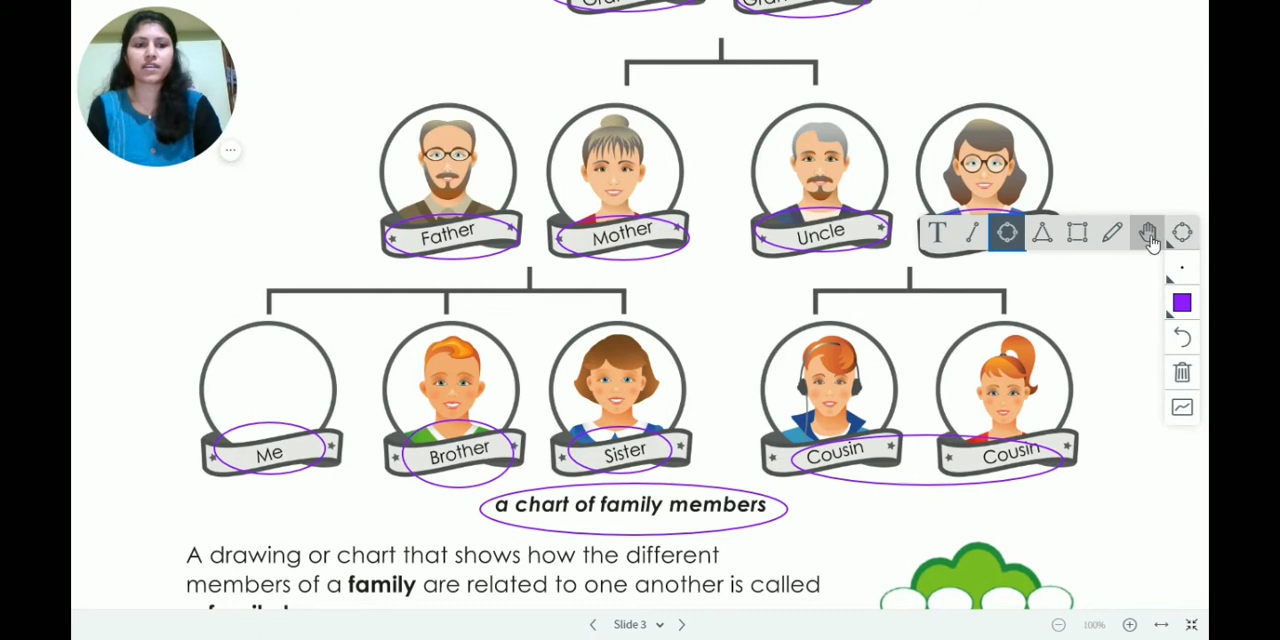 Father
Mother
Uncle
T
Me
Brother
Sister
Cousin
Cousin
a chart of family members
A drawing or chart that shows how the different
members of a family are related to one another is called
Slide 3
100%